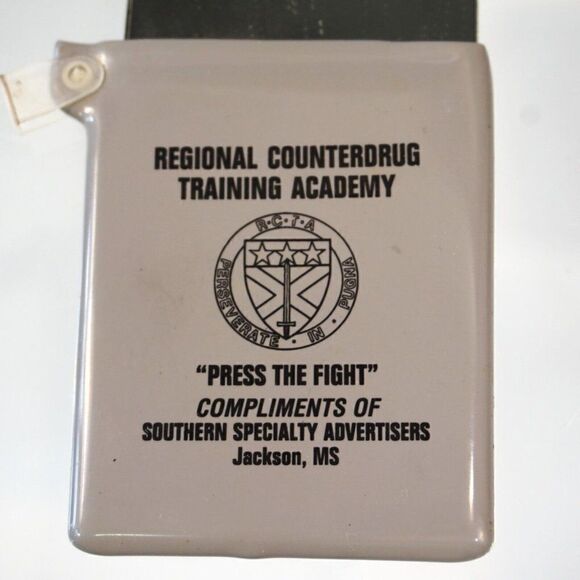 REGIONAL COUNTERDRUG
TRAINING ACADEMY
R·C·T·A
PERSEVERATE · IN · PUGNA
"PRESS THE FIGHT"
COMPLIMENTS OF
SOUTHERN SPECIALTY ADVERTISERS
Jackson, MS